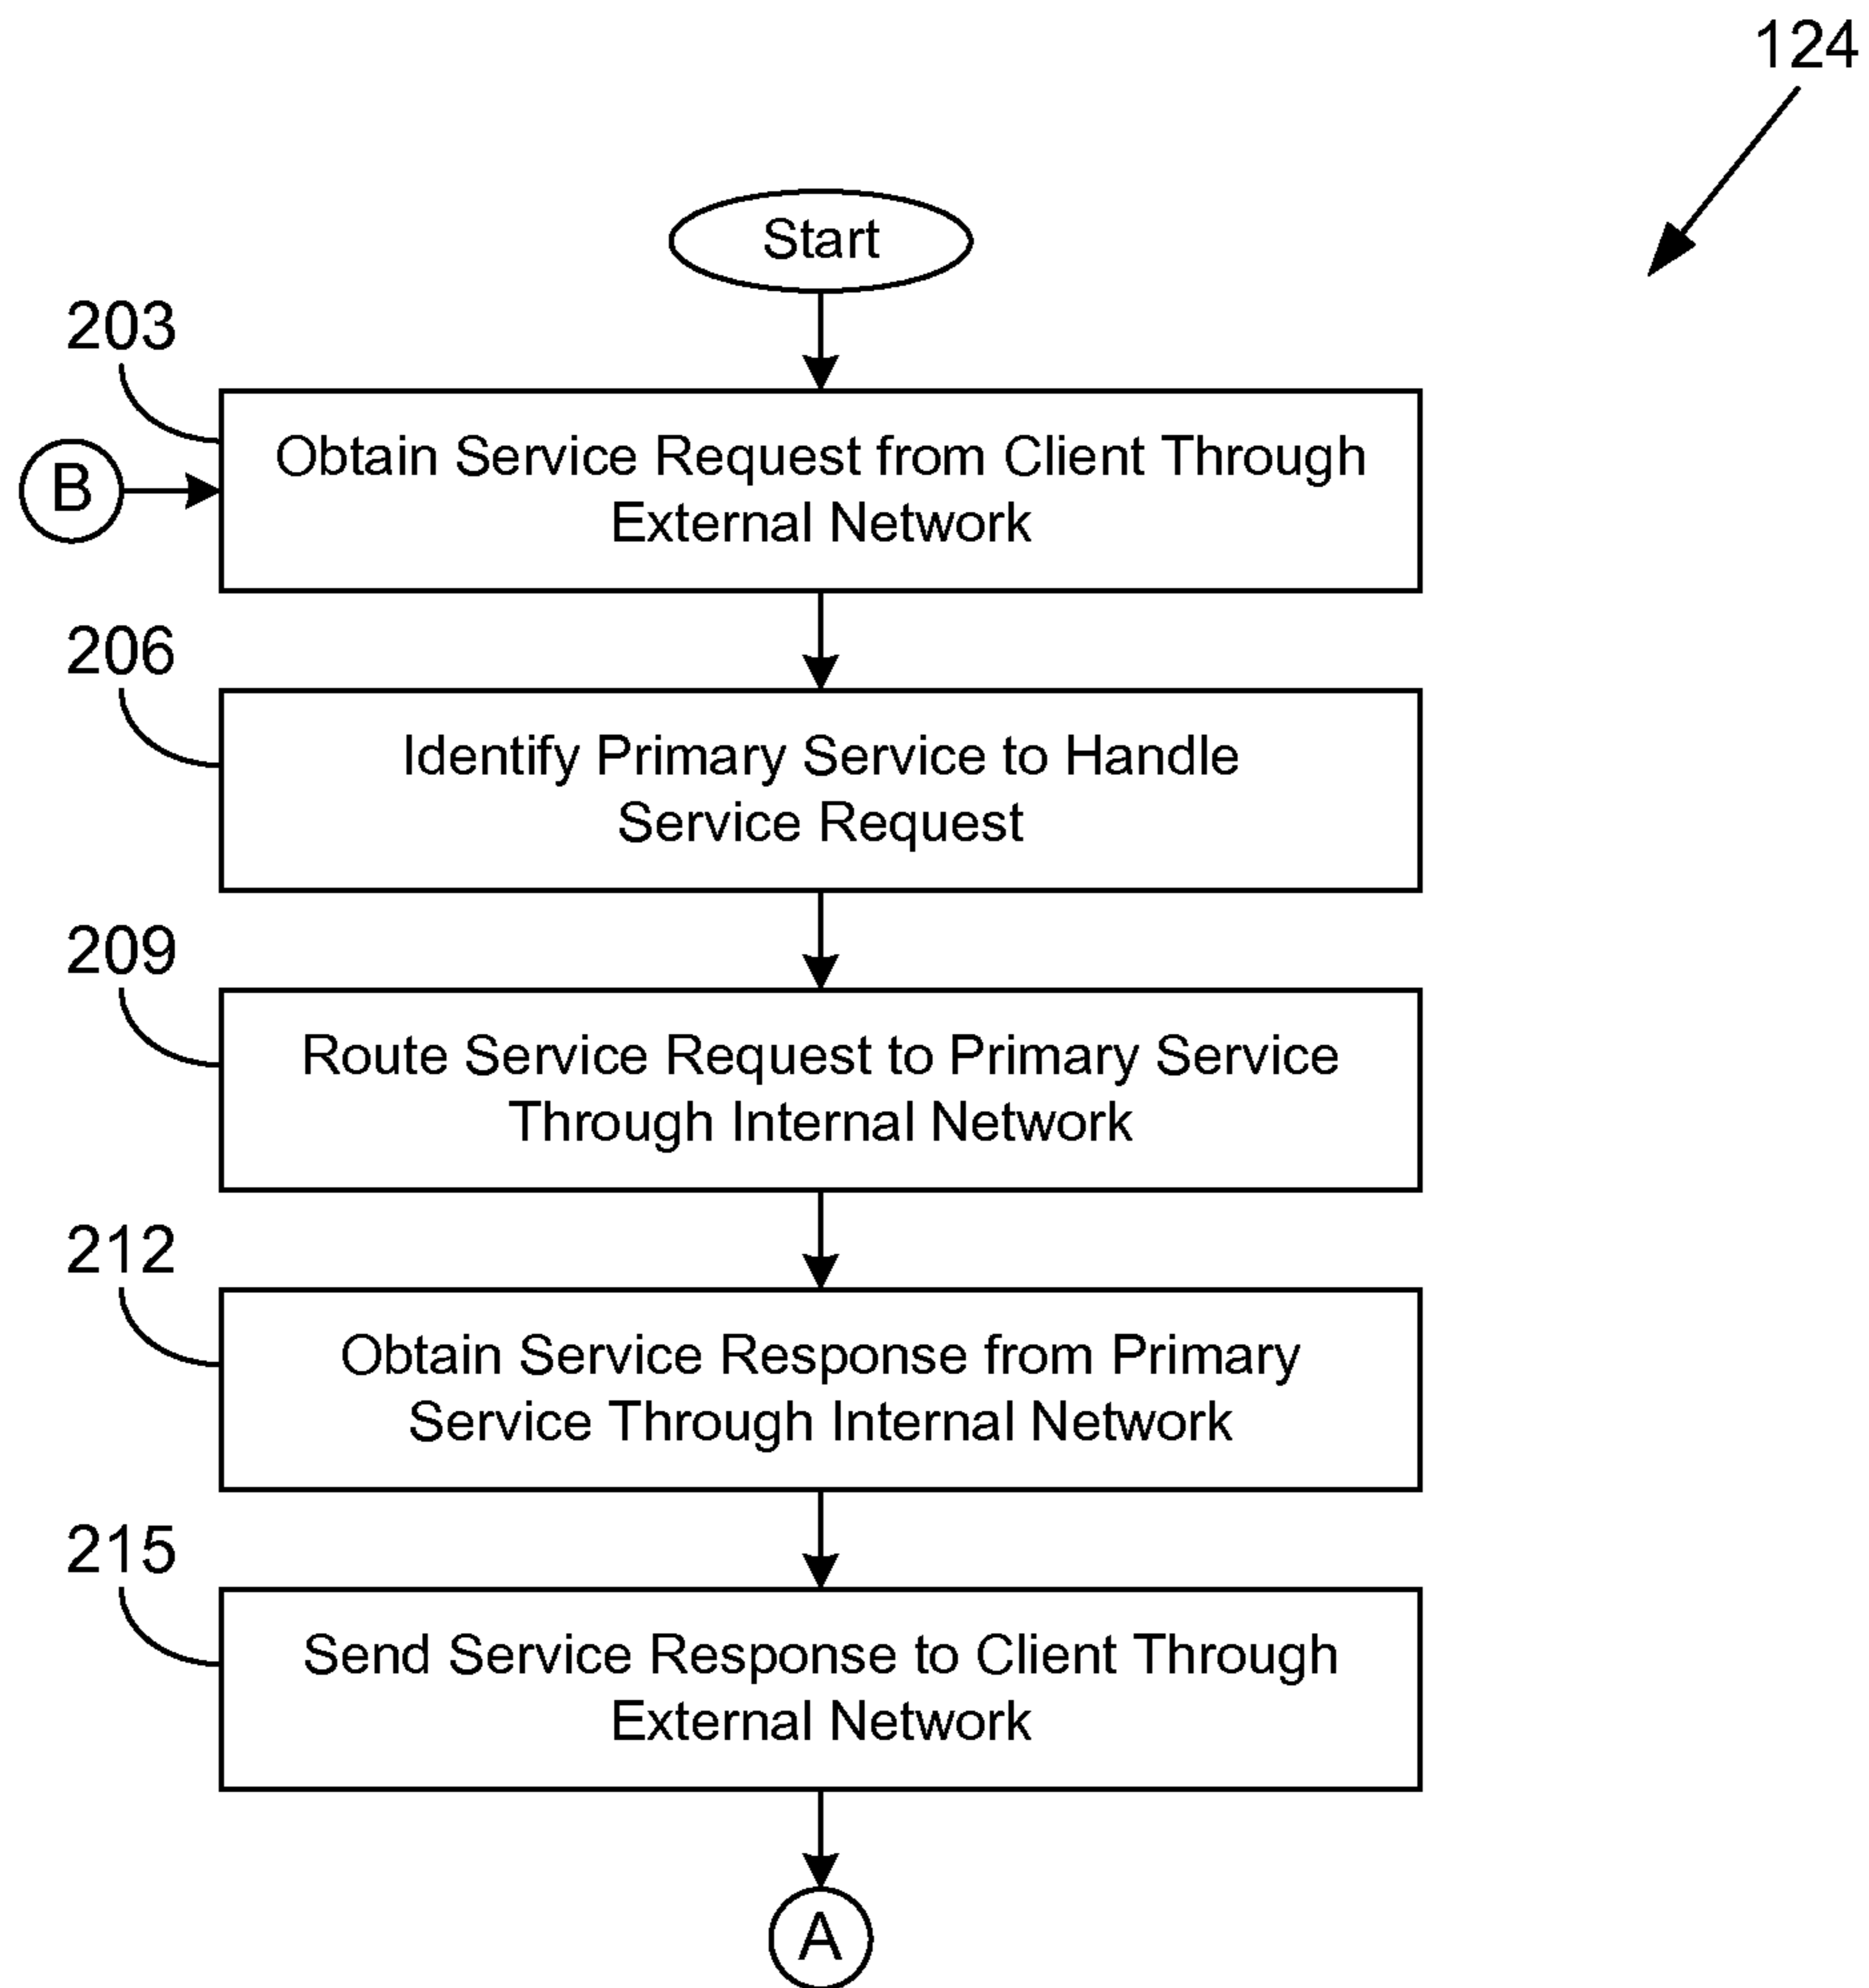 124
Start
203
B
Obtain Service Request from Client Through
External Network
206
Identify Primary Service to Handle
Service Request
209
Route Service Request to Primary Service
Through Internal Network
212
Obtain Service Response from Primary
Service Through Internal Network
215
Send Service Response to Client Through
External Network
A